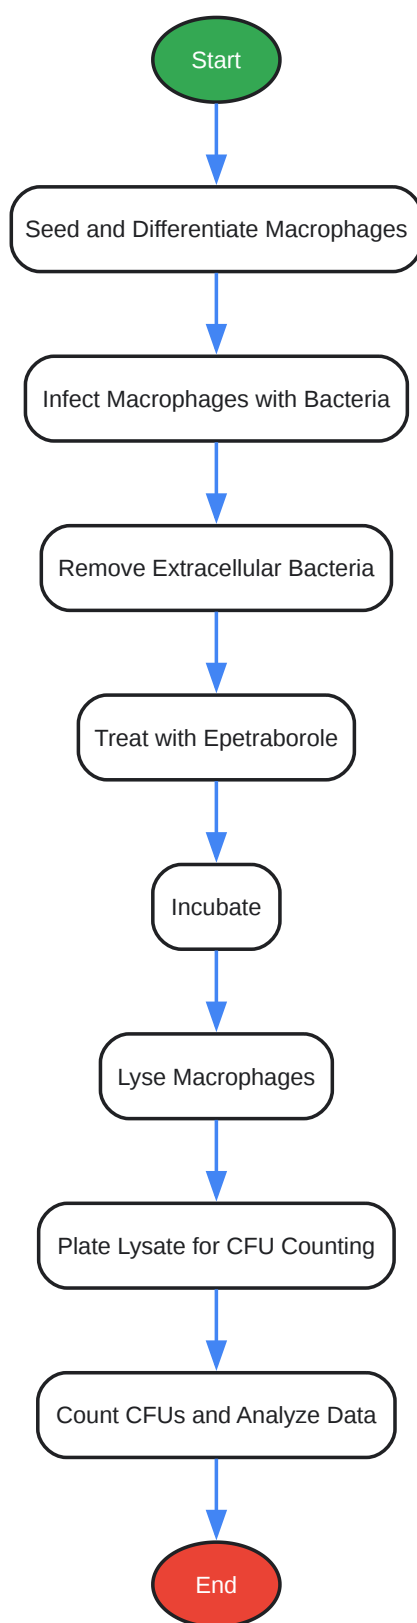 Start
Seed and Differentiate Macrophages
Infect Macrophages with Bacteria
Remove Extracellular Bacteria
Treat with Epetraborole
Incubate
Lyse Macrophages
Plate Lysate for CFU Counting
Count CFUs and Analyze Data
End